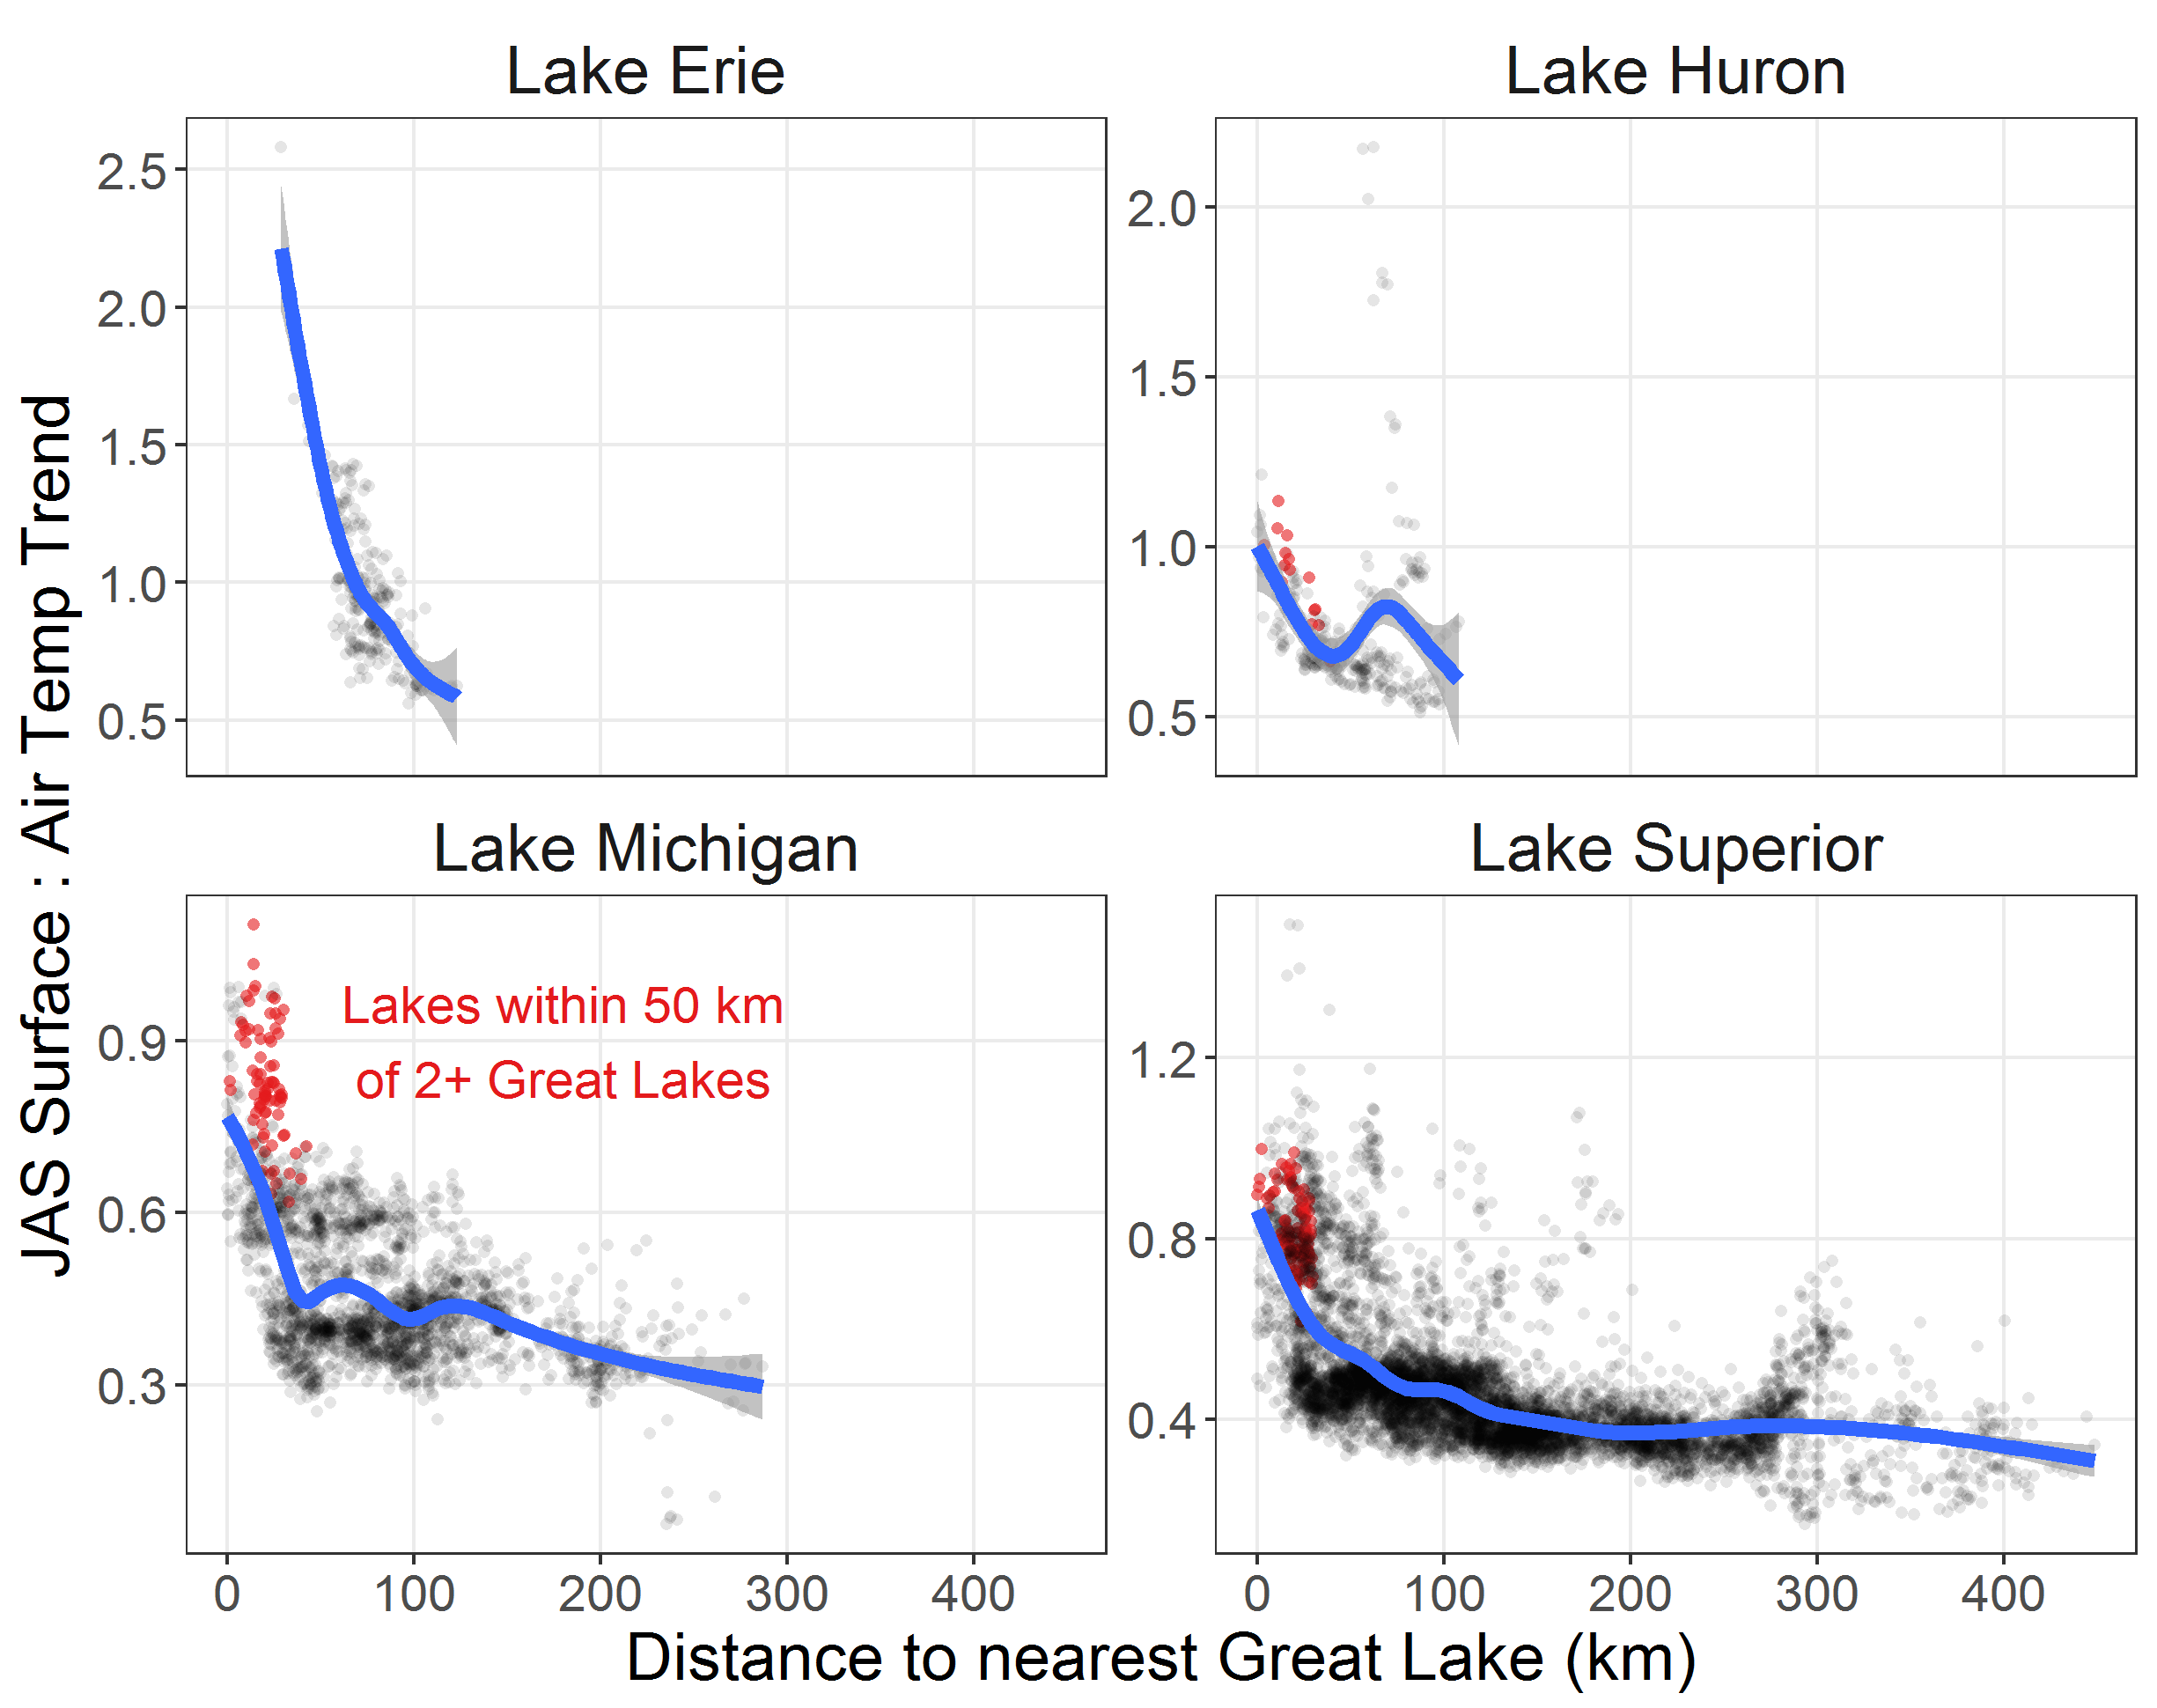 Lake Erie
Lake Huron
2.5
2.0
1.5
1.0
0.5
2.0
1.5
1.0
0.5
JAS Surface : Air Temp Trend
Lake Michigan
Lake Superior
Lakes within 50 km
of 2+ Great Lakes
0.9
0.6
0.3
1.2
0.8
0.4
0 100 200 300 400
0 100 200 300 400
Distance to nearest Great Lake (km)